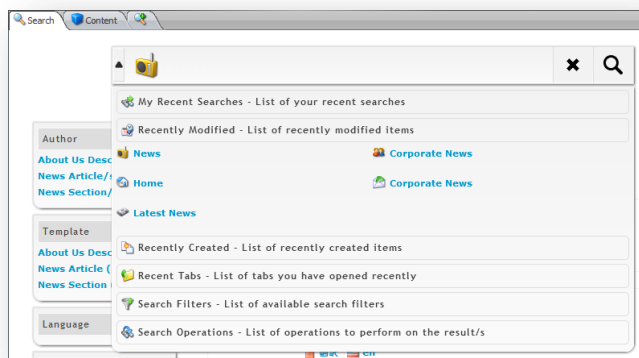 Search Content
My Recent Searches - List of your recent searches
Recently Modified - List of recently modified items
News Corporate News
Home Corporate News
Latest News
Recently Created - List of recently created items
Recent Tabs - List of tabs you have opened recently
Search Filters - List of available search filters
Search Operations - List of operations to perform on the result/s
Author
About Us Desc
News Article/s
News Section/
Template
About Us Desc
News Article (
News Section
Language
en